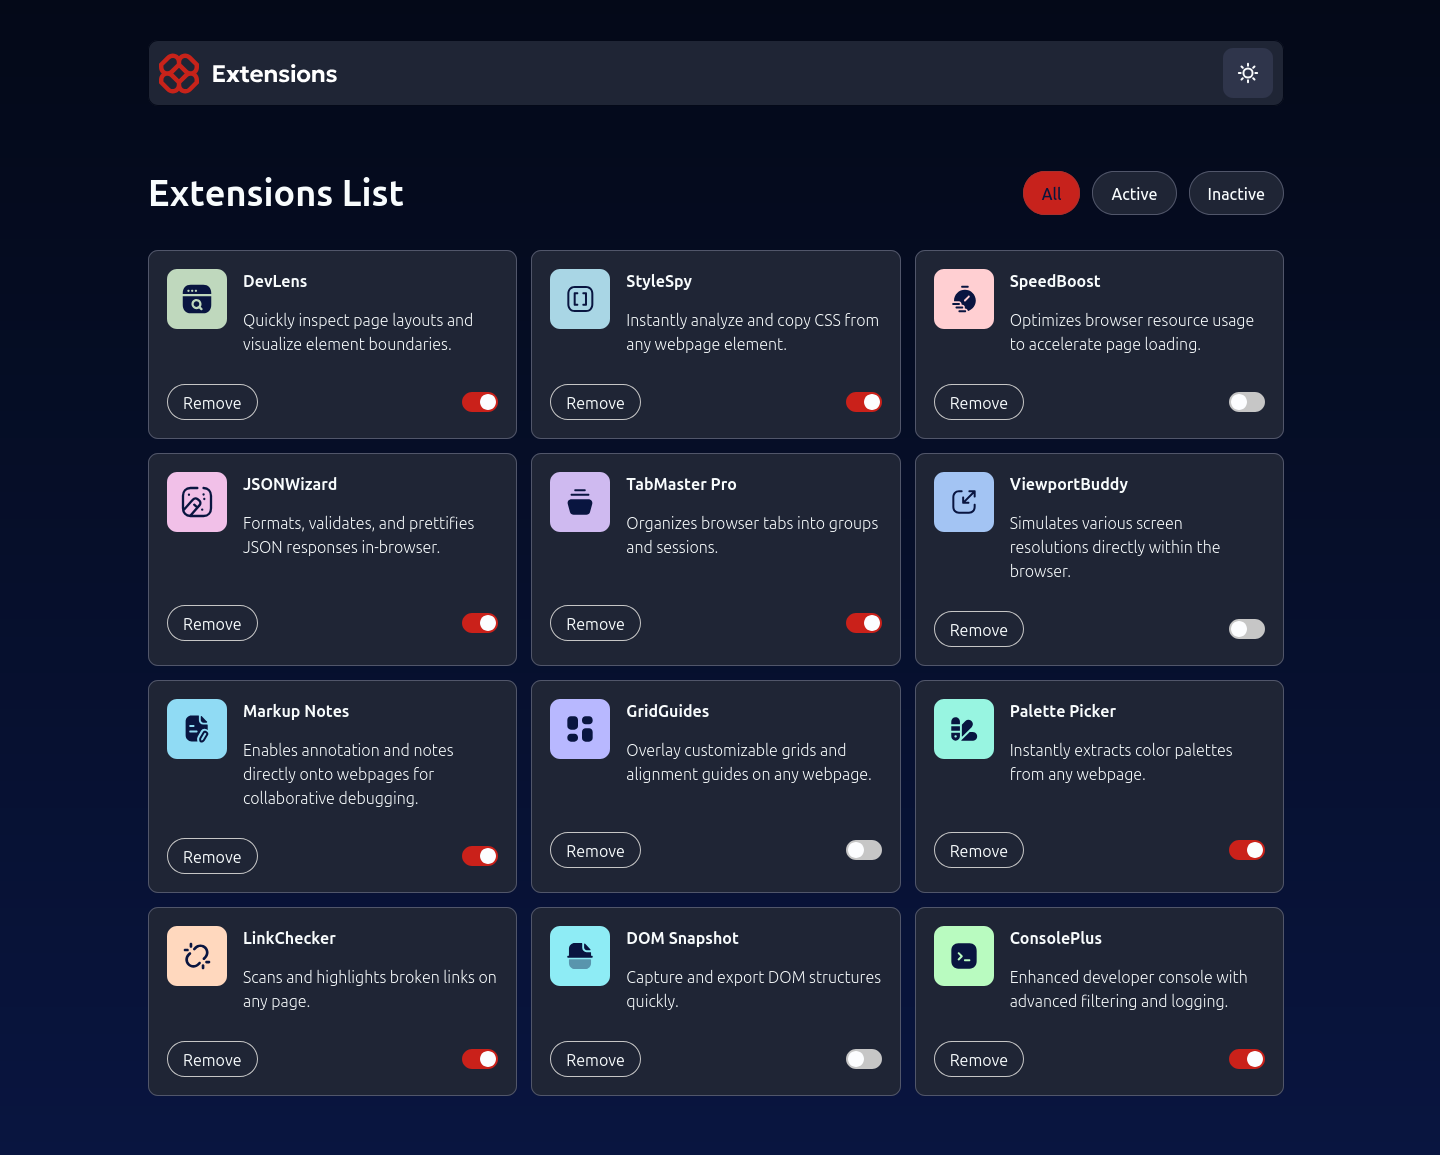 Extensions
Extensions List
All
Active
Inactive
DevLens
Quickly inspect page layouts and
visualize element boundaries.
Remove
StyleSpy
Instantly analyze and copy CSS from
any webpage element.
Remove
SpeedBoost
Optimizes browser resource usage
to accelerate page loading.
Remove
JSONWizard
Formats, validates, and prettifies
JSON responses in-browser.
Remove
TabMaster Pro
Organizes browser tabs into groups
and sessions.
Remove
ViewportBuddy
Simulates various screen
resolutions directly within the
browser.
Remove
Markup Notes
Enables annotation and notes
directly onto webpages for
collaborative debugging.
Remove
GridGuides
Overlay customizable grids and
alignment guides on any webpage.
Remove
Palette Picker
Instantly extracts color palettes
from any webpage.
Remove
LinkChecker
Scans and highlights broken links on
any page.
Remove
DOM Snapshot
Capture and export DOM structures
quickly.
Remove
ConsolePlus
Enhanced developer console with
advanced filtering and logging.
Remove